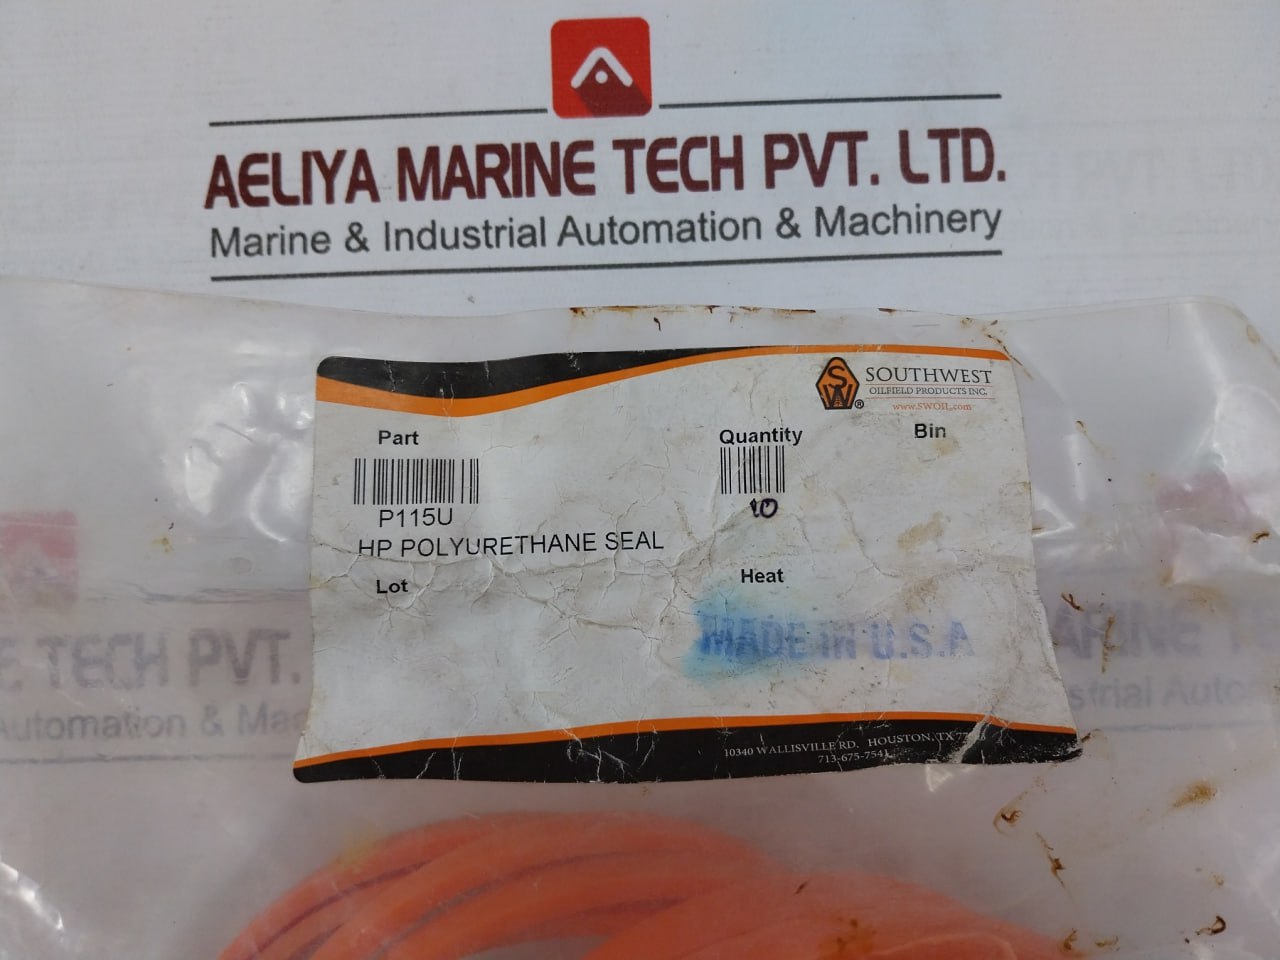 AELIYA MARINE TECH PVT. LTD.
Marine & Industrial Automation & Machinery
SW®
SOUTHWEST
OILFIELD PRODUCTS INC.
www.SWOIL.com
Part
Quantity
Bin
P115U
10
HP POLYURETHANE SEAL
Lot
Heat
MADE IN U.S.A
E TECH PVT.
Automation &
ARINE TE
strial Auto
10340 WALLISVILLE RD. HOUSTON, TX
713-675-7541